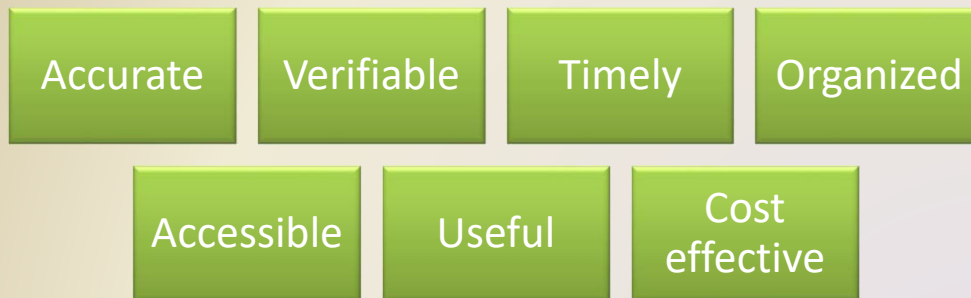 Accurate
Verifiable
Timely
Organized
Accessible
Useful
Cost
effective